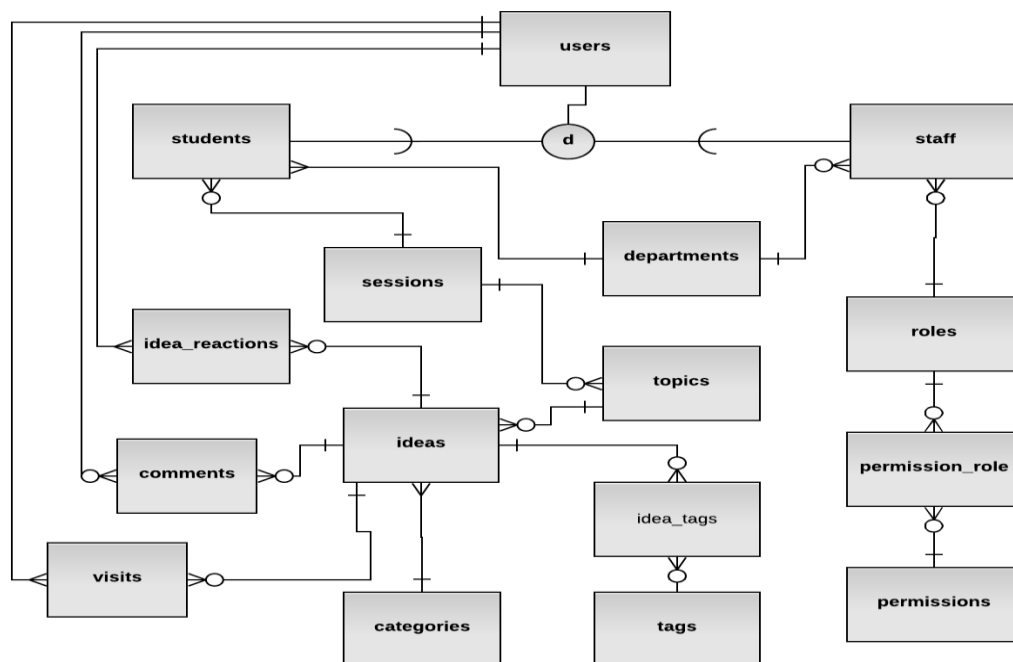 users
students
d
staff
departments
sessions
roles
idea_reactions
topics
ideas
comments
permission_role
idea_tags
visits
categories
tags
permissions